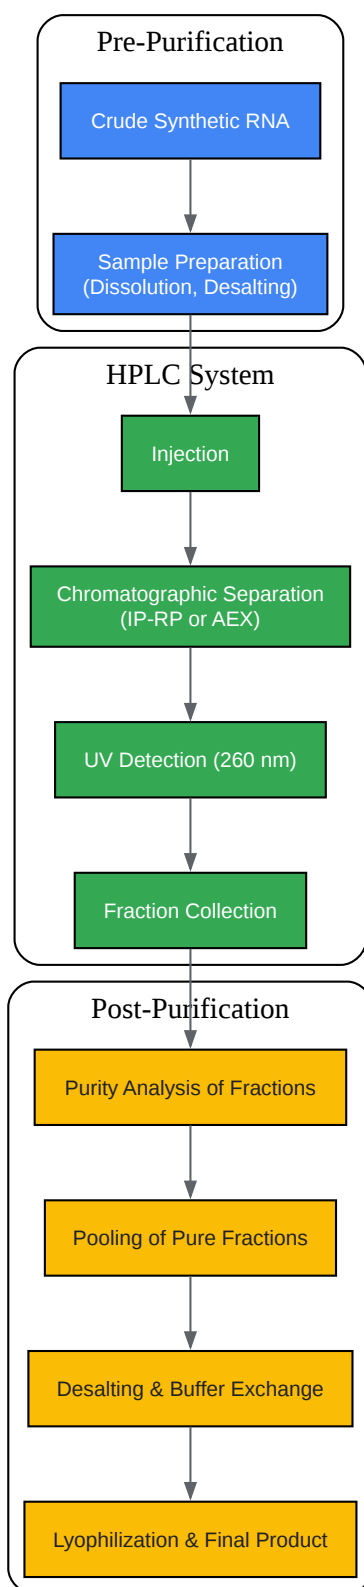 Pre-Purification
Crude Synthetic RNA
Sample Preparation
(Dissolution, Desalting)
HPLC System
Injection
Chromatographic Separation
(IP-RP or AEX)
UV Detection (260 nm)
Fraction Collection
Post-Purification
Purity Analysis of Fractions
Pooling of Pure Fractions
Desalting & Buffer Exchange
Lyophilization & Final Product